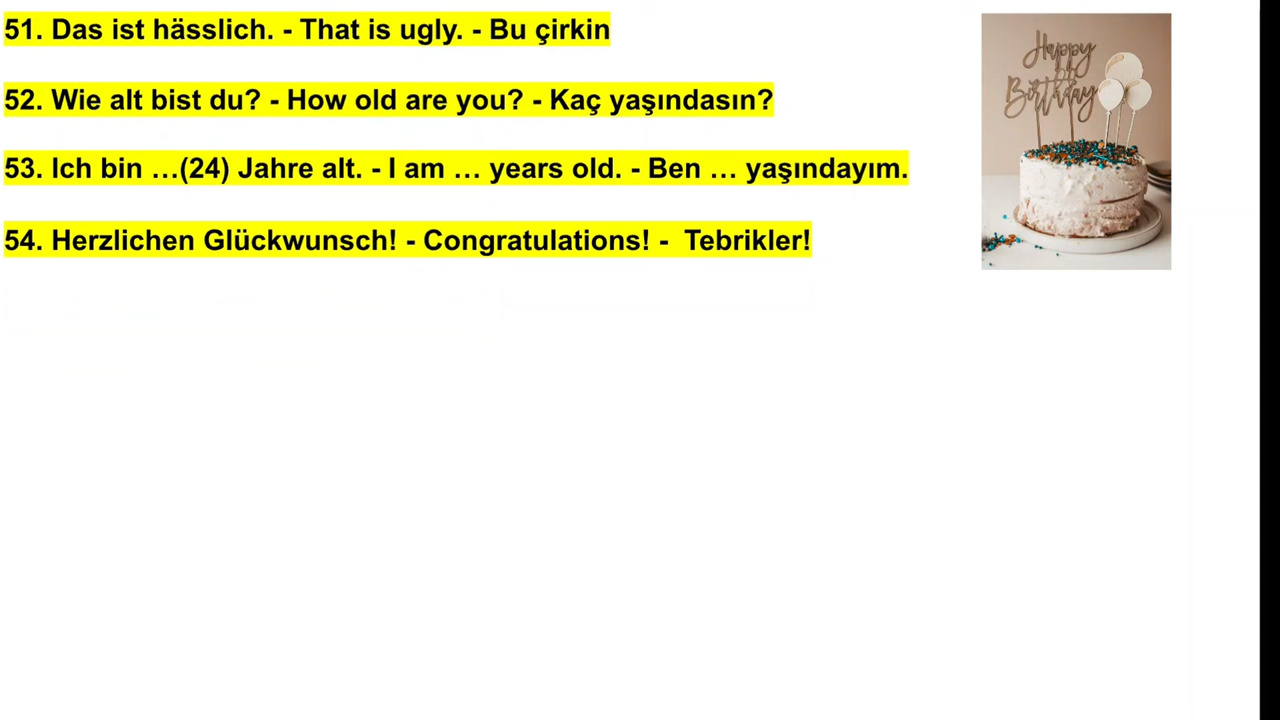 51. Das ist hässlich. - That is ugly. - Bu çirkin
52. Wie alt bist du? - How old are you? - Kaç yaşındasın?
53. Ich bin …(24) Jahre alt. - I am … years old. - Ben … yaşındayım.
54. Herzlichen Glückwunsch! - Congratulations! -  Tebrikler!
Happy
Birthday